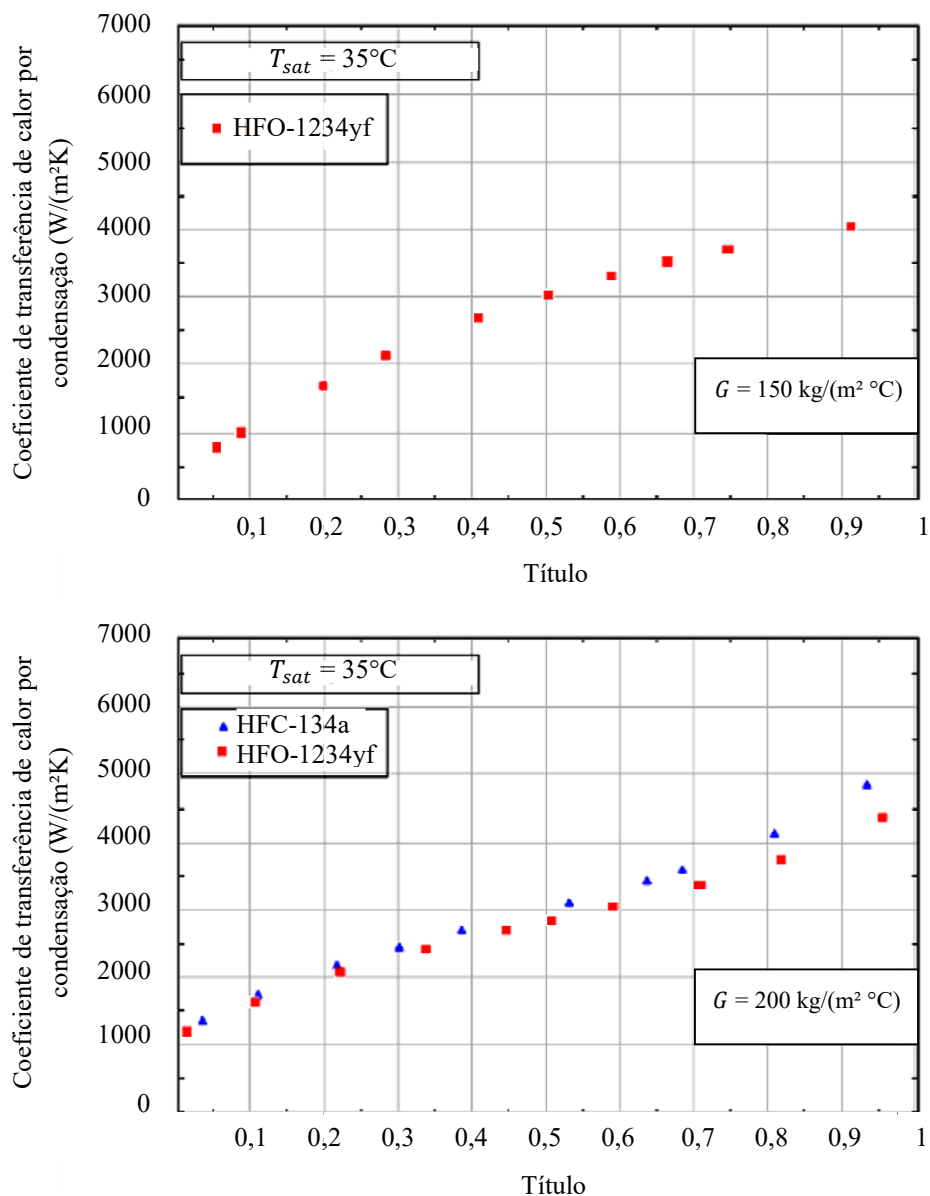 Coeficiente de transferência de calor por
condensação (W/(m²K)
7000
6000
5000
4000
3000
2000
1000
0
T_sat = 35°C
HFO-1234yf
G = 150 kg/(m² °C)
0,1 0,2 0,3 0,4 0,5 0,6 0,7 0,8 0,9 1
Título
Coeficiente de transferência de calor por
condensação (W/(m²K)
7000
6000
5000
4000
3000
2000
1000
0
T_sat = 35°C
HFC-134a
HFO-1234yf
G = 200 kg/(m² °C)
0,1 0,2 0,3 0,4 0,5 0,6 0,7 0,8 0,9 1
Título